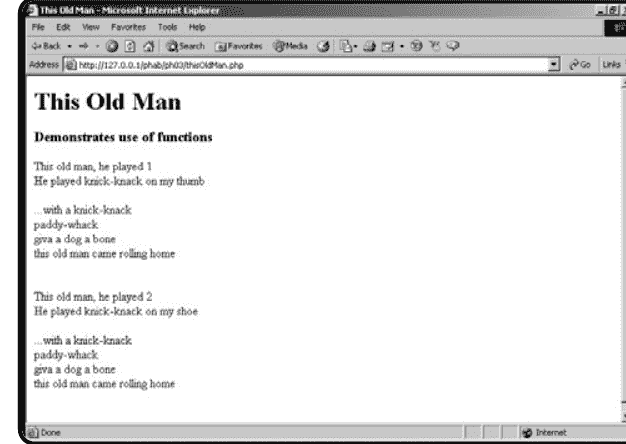 This Old Man - Microsoft Internet Explorer
File Edit View Favorites Tools Help
Back Search Favorites Media
Address http://127.0.0.1/phab/ph03/thisOldMan.php Go Links
This Old Man
Demonstrates use of functions
This old man, he played 1
He played knick-knack on my thumb
...with a knick-knack
paddy-whack
giva a dog a bone
this old man came rolling home
This old man, he played 2
He played knick-knack on my shoe
...with a knick-knack
paddy-whack
giva a dog a bone
this old man came rolling home
Done Internet